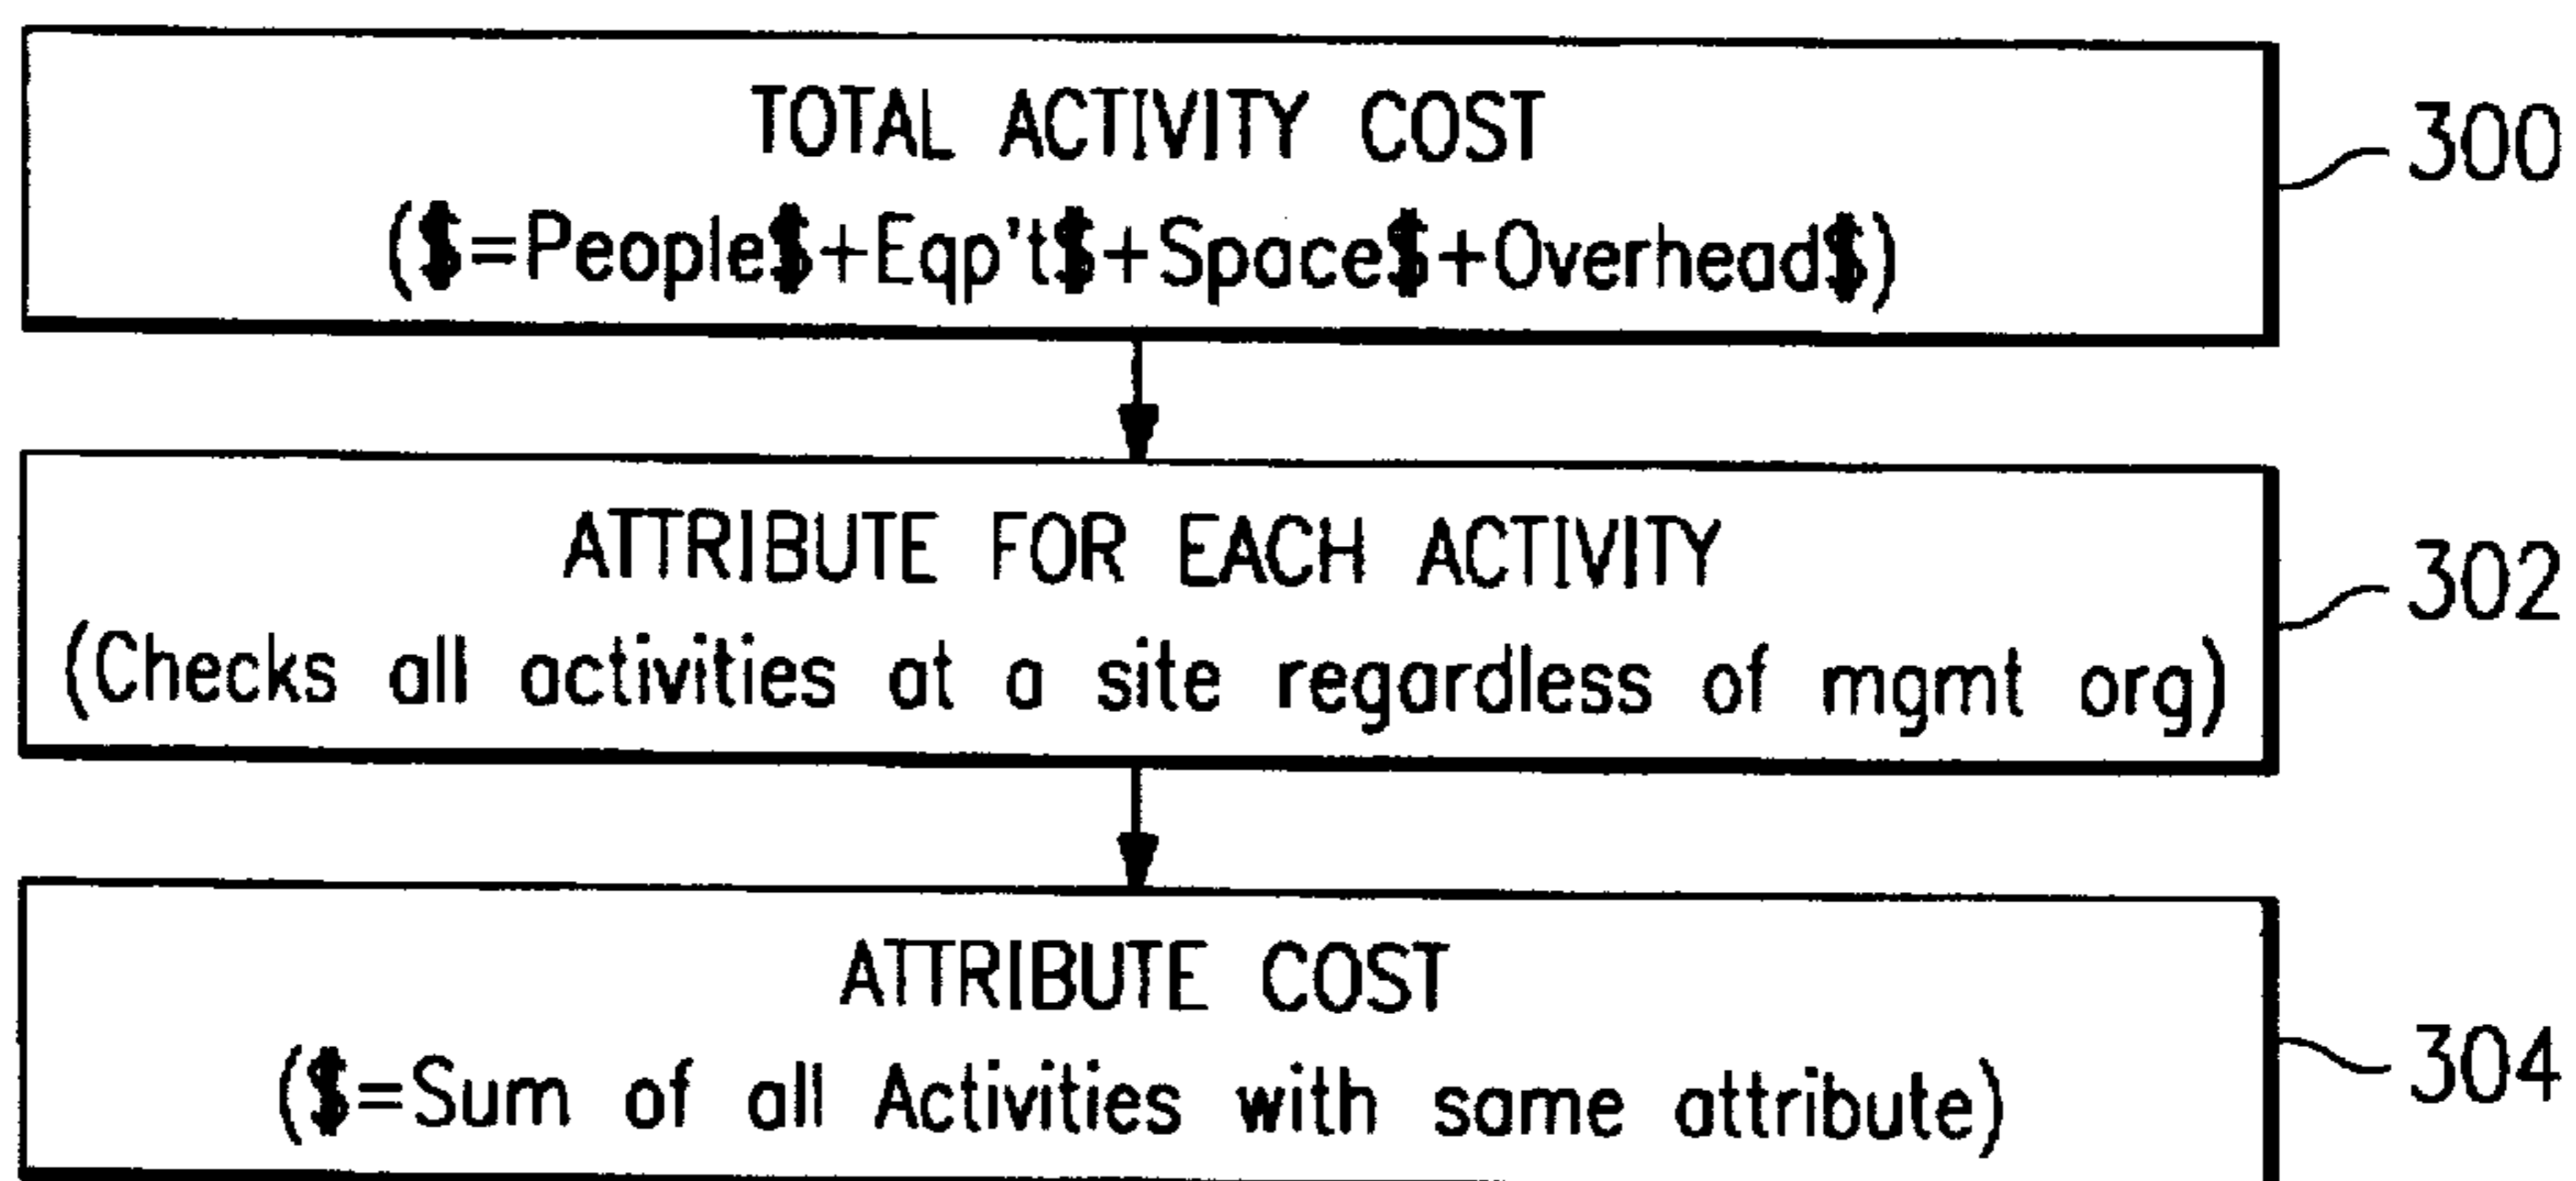 TOTAL ACTIVITY COST
($=People$+Eqp't$+Space$+Overhead$)
300
ATTRIBUTE FOR EACH ACTIVITY
(Checks all activities at a site regardless of mgmt org)
302
ATTRIBUTE COST
($=Sum of all Activities with same attribute)
304